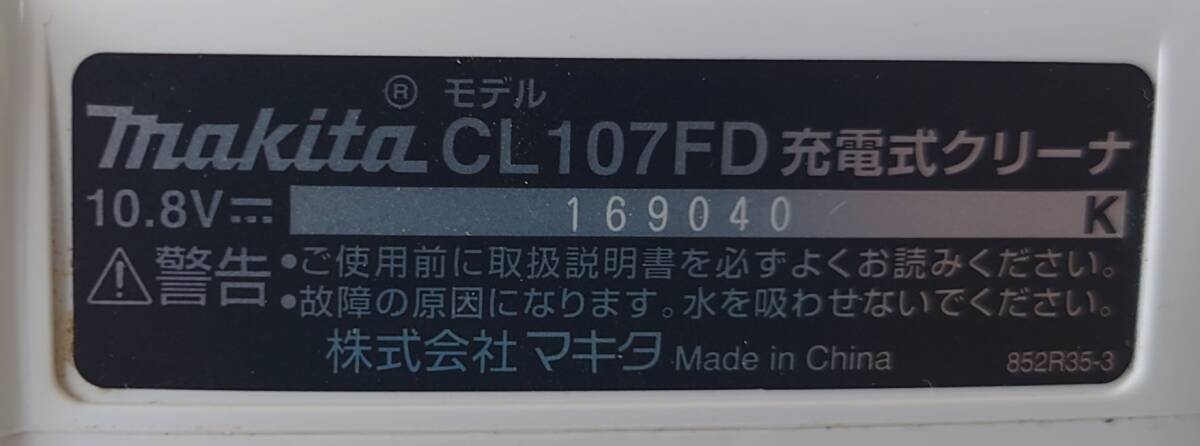 makita® モデル CL107FD 充電式クリーナ
10.8V⎓ 169040 K
⚠警告 •ご使用前に取扱説明書を必ずよくお読みください。
•故障の原因になります。水を吸わせないでください。
株式会社マキタ Made in China 852R35-3